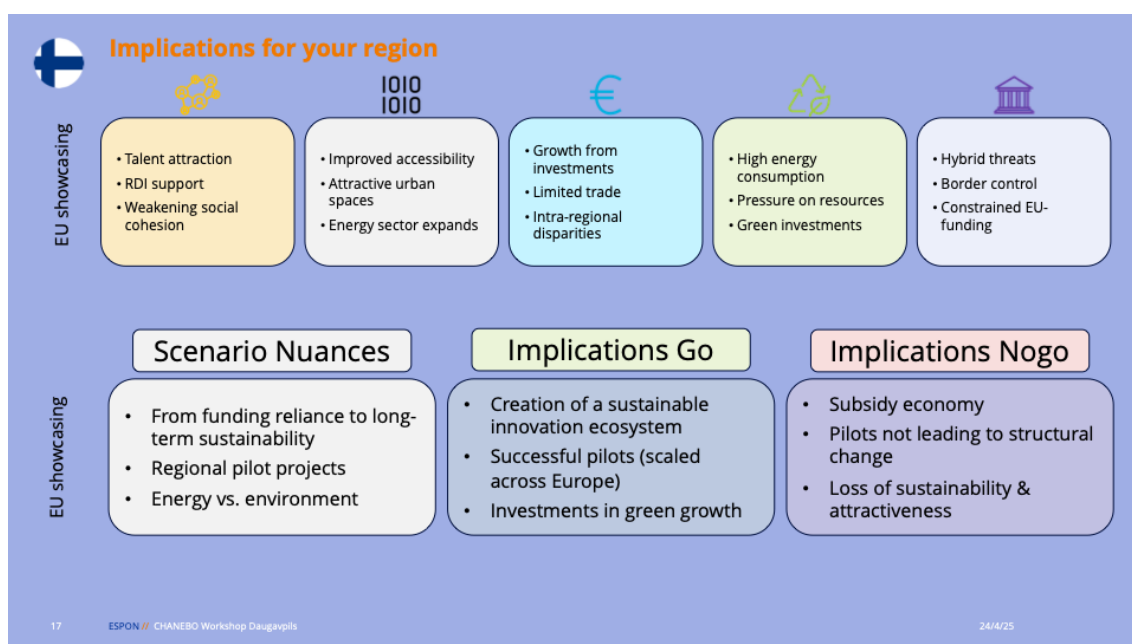 Implications for your region
1010
1010
€
EU showcasing
• Talent attraction
• RDI support
• Weakening social
cohesion
• Improved accessibility
• Attractive urban
spaces
• Energy sector expands
• Growth from
investments
• Limited trade
• Intra-regional
disparities
• High energy
consumption
• Pressure on resources
• Green investments
• Hybrid threats
• Border control
• Constrained EU-
funding
EU showcasing
Scenario Nuances
• From funding reliance to long-
term sustainability
• Regional pilot projects
• Energy vs. environment
Implications Go
• Creation of a sustainable
innovation ecosystem
• Successful pilots (scaled
across Europe)
• Investments in green growth
Implications Nogo
• Subsidy economy
• Pilots not leading to structural
change
• Loss of sustainability &
attractiveness
17
ESPON // CHANEBO Workshop Daugavpils
24/4/25